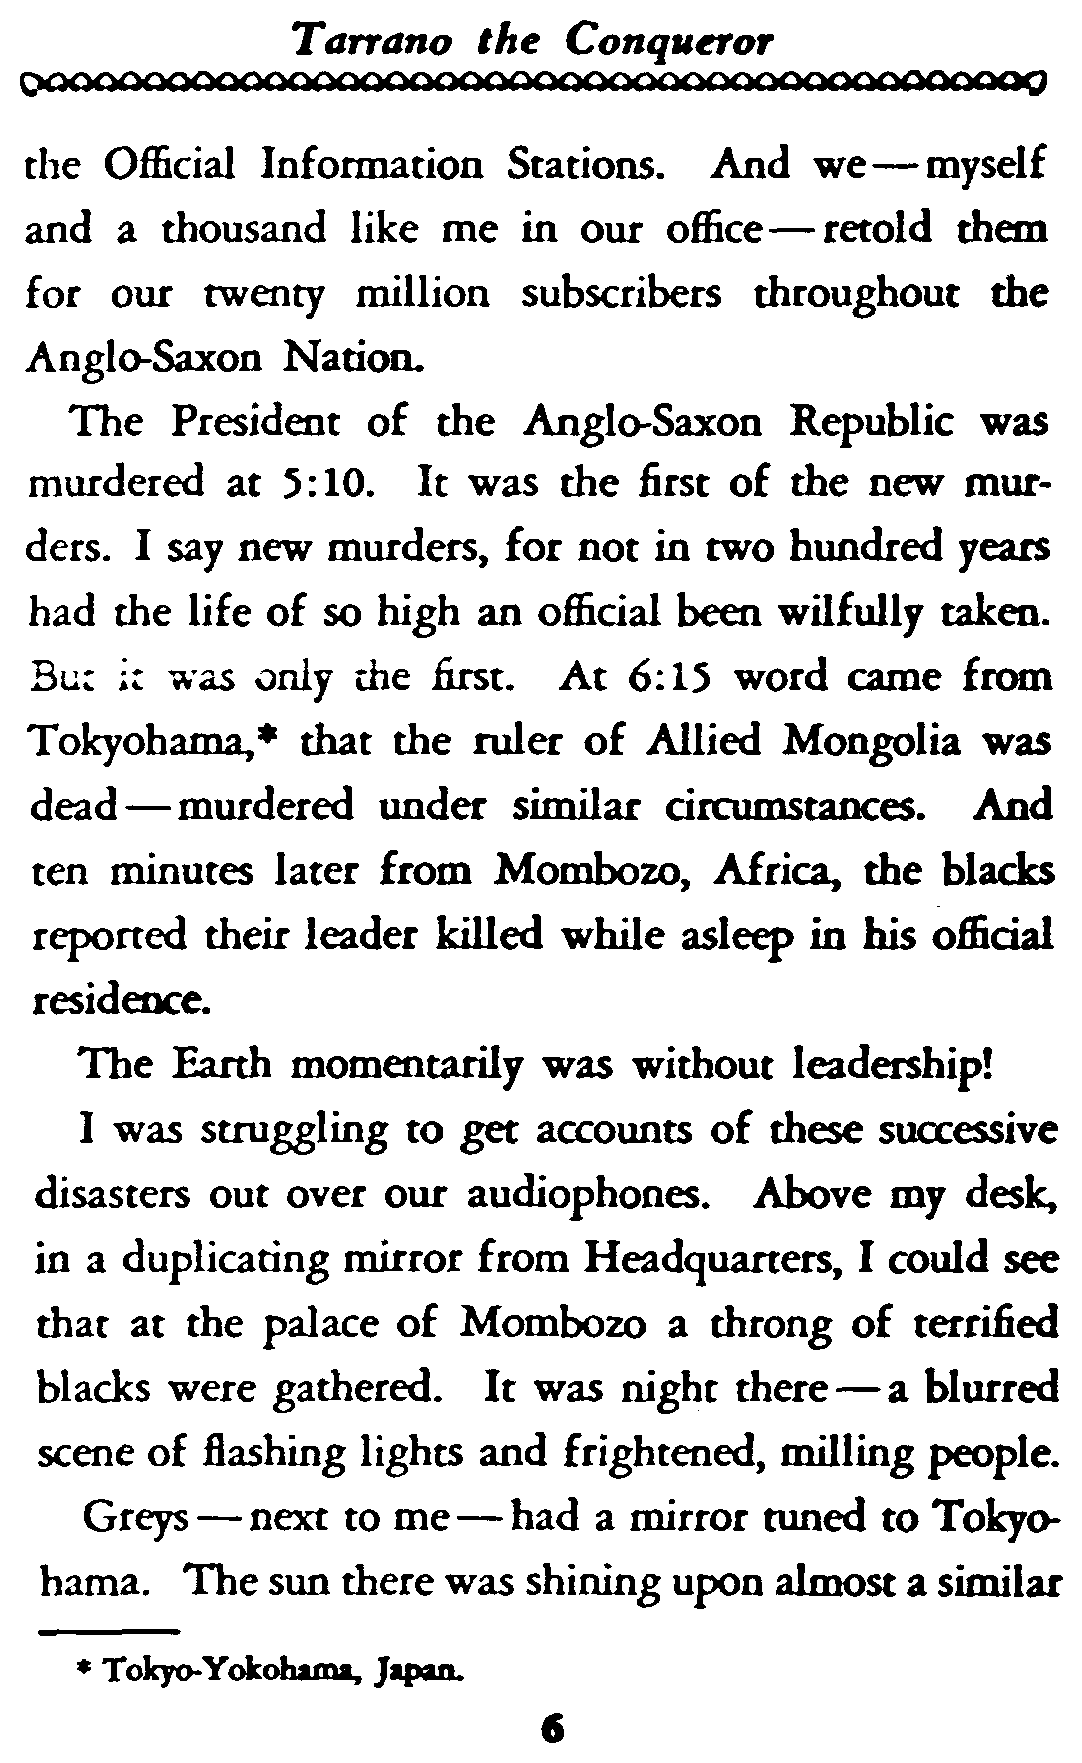 Tarrano the Conqueror
the Official Information Stations. And we—myself
and a thousand like me in our office—retold them
for our twenty million subscribers throughout the
Anglo-Saxon Nation.
The President of the Anglo-Saxon Republic was
murdered at 5:10. It was the first of the new mur-
ders. I say new murders, for not in two hundred years
had the life of so high an official been wilfully taken.
But it was only the first. At 6:15 word came from
Tokyohama,* that the ruler of Allied Mongolia was
dead—murdered under similar circumstances. And
ten minutes later from Mombozo, Africa, the blacks
reported their leader killed while asleep in his official
residence.
The Earth momentarily was without leadership!
I was struggling to get accounts of these successive
disasters out over our audiophones. Above my desk,
in a duplicating mirror from Headquarters, I could see
that at the palace of Mombozo a throng of terrified
blacks were gathered. It was night there—a blurred
scene of flashing lights and frightened, milling people.
Greys—next to me—had a mirror tuned to Tokyo-
hama. The sun there was shining upon almost a similar
* Tokyo-Yokohama, Japan.
6